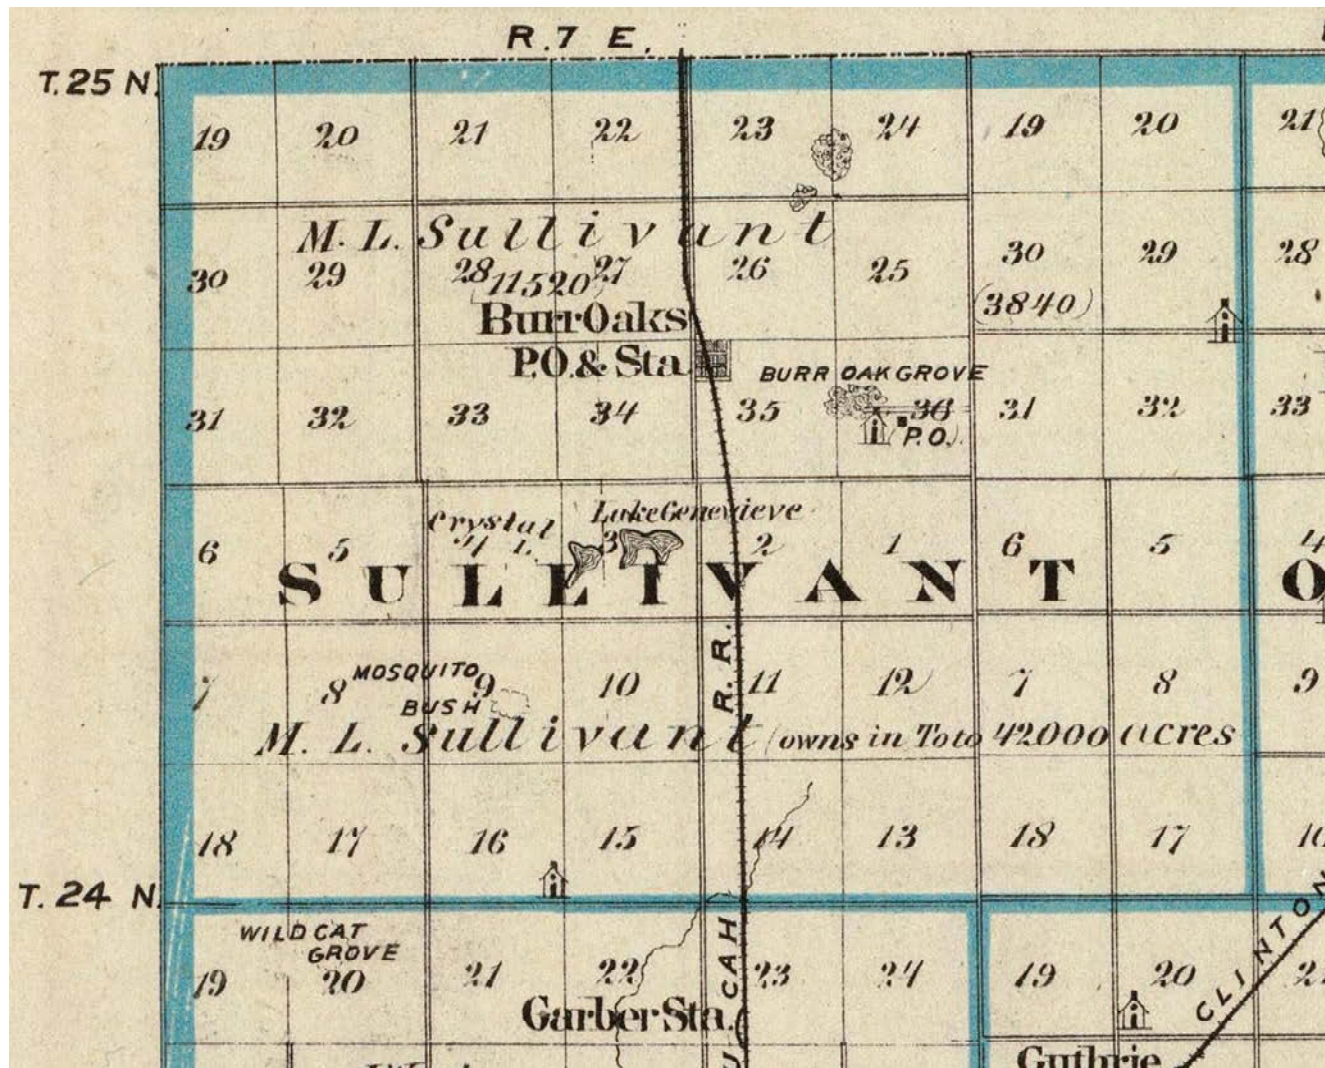 R. 7 E.
T. 25 N.
19 20 21 22 23 24 19 20 21
M. L. Sullivant
30 29 28 27 26 25 30 29 28
(11520)
(3840)
Burr Oaks
P.O. & Sta.
BURR OAK GROVE
31 32 33 34 35 36 31 32 33
(P.O.)
Crystal L.
Lake Genevieve
6 5 4 3 2 1 6 5 4
SULLIVANT
O
R. R.
7 8 9 10 11 12 7 8 9
MOSQUITO
BUSH
M. L. Sullivant (owns in Toto 42000 acres
18 17 16 15 14 13 18 17
T. 24 N.
WILD CAT
GROVE
19 20 21 22 23 24 19 20
CAH
CLINTON
Garber Sta.
Guthrie